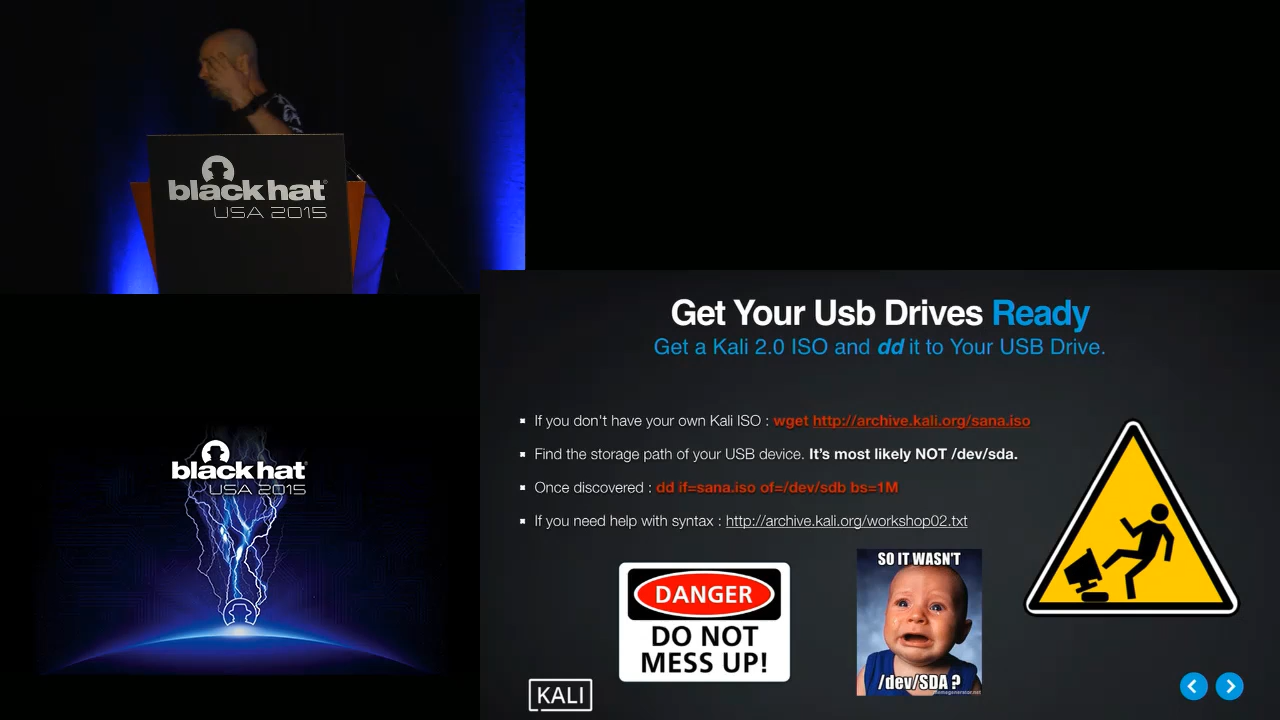 black hat
USA 2015
Get Your Usb Drives Ready
Get a Kali 2.0 ISO and dd it to Your USB Drive.
If you don't have your own Kali ISO : wget http://archive.kali.org/sana.iso
Find the storage path of your USB device. It's most likely NOT /dev/sda.
Once discovered : dd if=sana.iso of=/dev/sdb bs=1M
If you need help with syntax : http://archive.kali.org/workshop02.txt
black hat
USA 2015
DANGER
DO NOT
MESS UP!
SO IT WASN'T
/dev/SDA ?
KALI